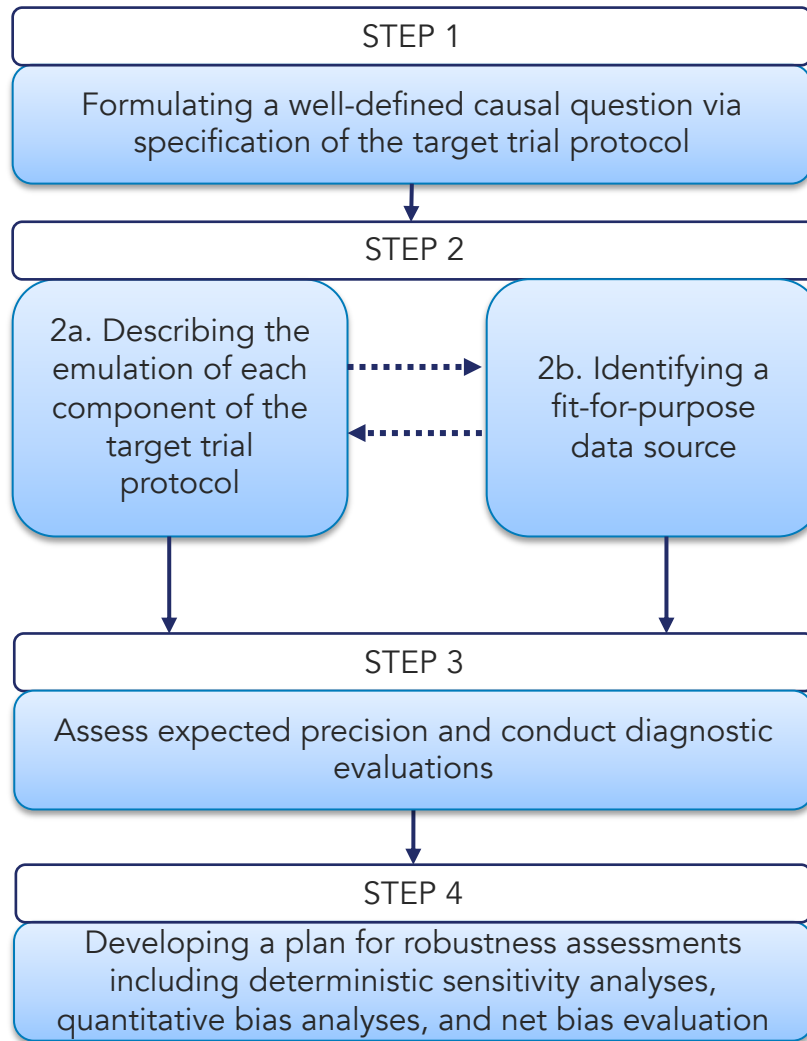 STEP 1
Formulating a well-defined causal question via
specification of the target trial protocol
STEP 2
2a. Describing the
emulation of each
component of the
target trial
protocol
2b. Identifying a
fit-for-purpose
data source
STEP 3
Assess expected precision and conduct diagnostic
evaluations
STEP 4
Developing a plan for robustness assessments
including deterministic sensitivity analyses,
quantitative bias analyses, and net bias evaluation